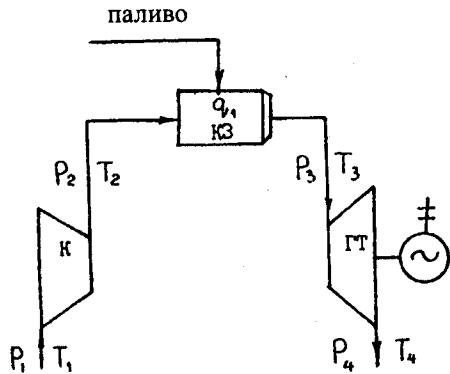 паливо
q₁
КЗ
P₂ T₂
P₃ T₃
К
ГТ
P₁ T₁
P₄ T₄